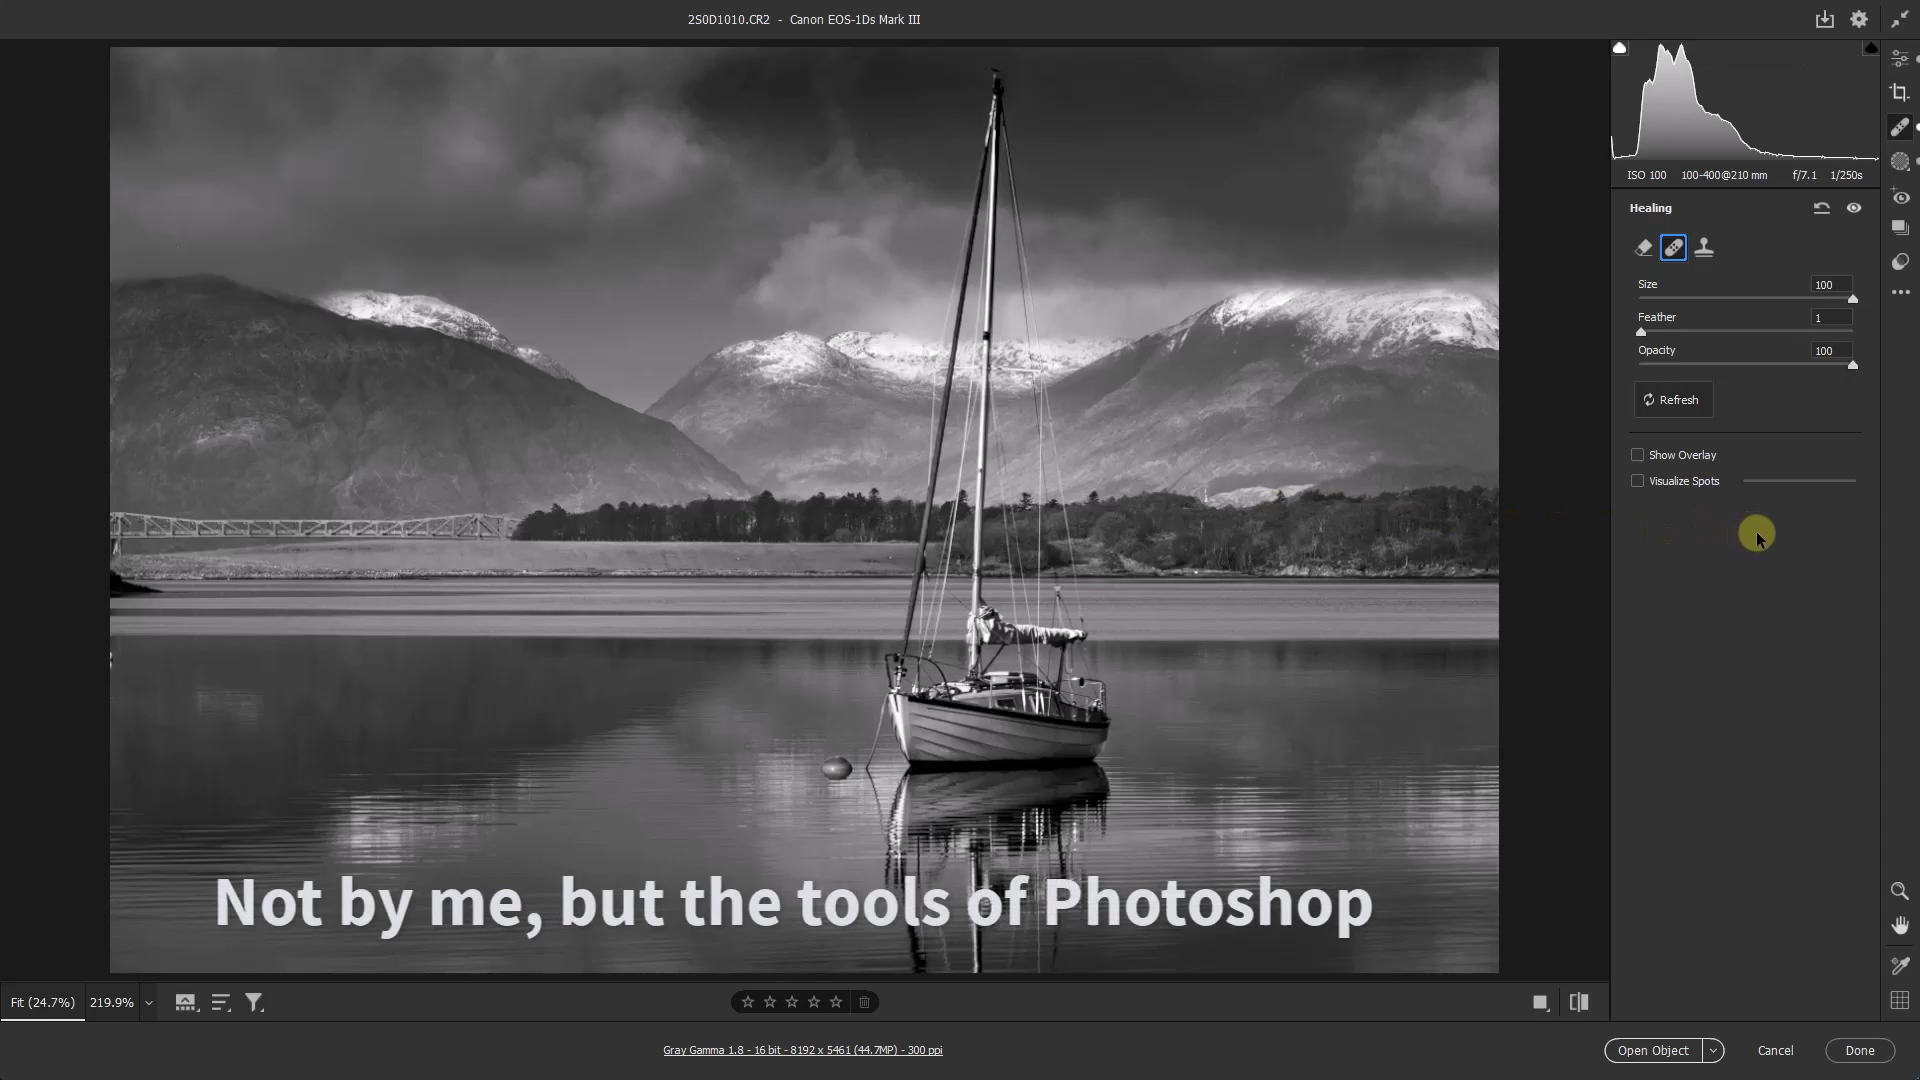 2S0D1010.CR2 - Canon EOS-1Ds Mark III
ISO 100 100-400@210 mm f/7.1 1/250s
Healing
Size 100
Feather 1
Opacity 100
Refresh
Show Overlay
Visualize Spots
Not by me, but the tools of Photoshop
Fit (24.7%) 219.9%
Gray Gamma 1.8 - 16 bit - 8192 x 5461 (44.7MP) - 300 ppi
Open Object Cancel Done